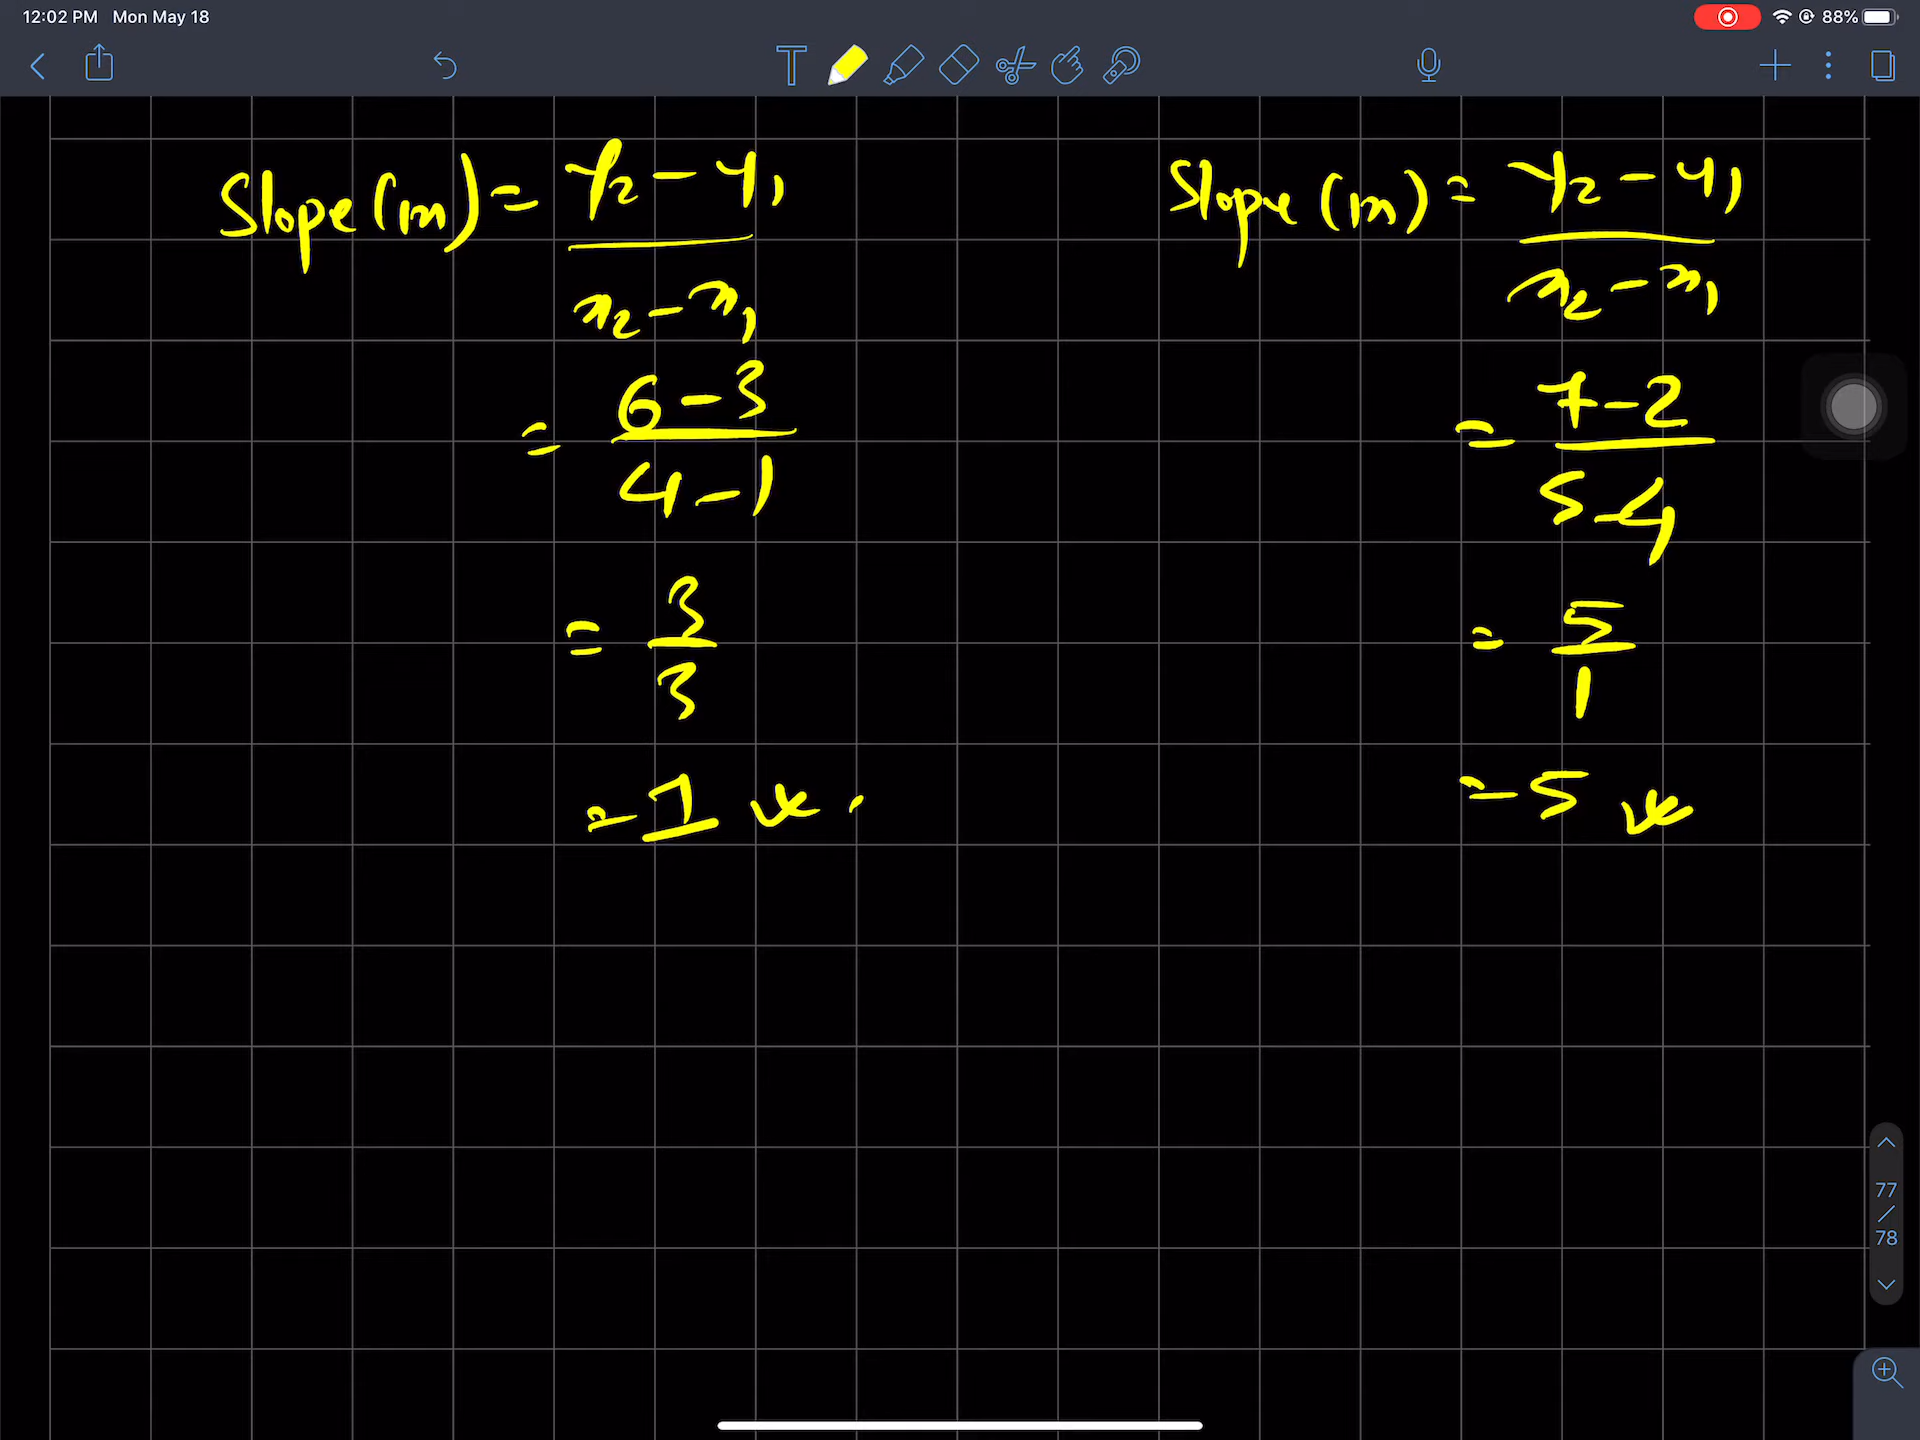 12:02 PM Mon May 18
88%
Slope (m) = y₂ - y₁
x₂ - x₁
= 6 - 3
4 - 1
= 3
3
= 1
Slope (m) = y₂ - y₁
x₂ - x₁
= 7 - 2
5 - 4
= 5
1
= 5
77
/
78